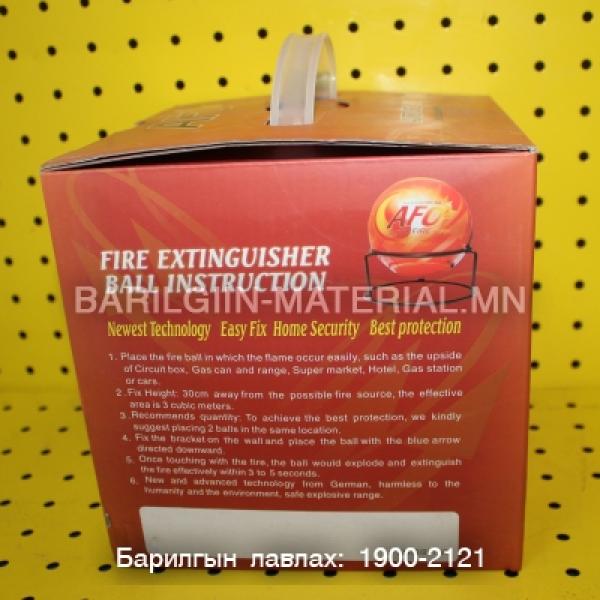 AFO
FIRE
FIRE EXTINGUISHER
BALL INSTRUCTION
BARILGIIN-MATERIAL.MN
Newest Technology Easy Fix Home Security Best protection
1. Place the fire ball in which the flame occur easily, such as the upside
of Circuit box, Gas can and range, Super market, Hotel, Gas station
or cars.
2. Fix Height: 30cm away from the possible fire source, the effective
area is 3 cubic meters.
3. Recommends quantity: To achieve the best protection, we kindly
suggest placing 2 balls in the same location.
4. Fix the bracket on the wall and place the ball with the blue arrow
directed downward.
5. Once touching with the fire, the ball would explode and extinguish
the fire effectively within 3 to 5 seconds.
6. New and advanced technology from German, harmless to the
humanity and the environment, safe explosive range.
Барилгын лавлах: 1900-2121